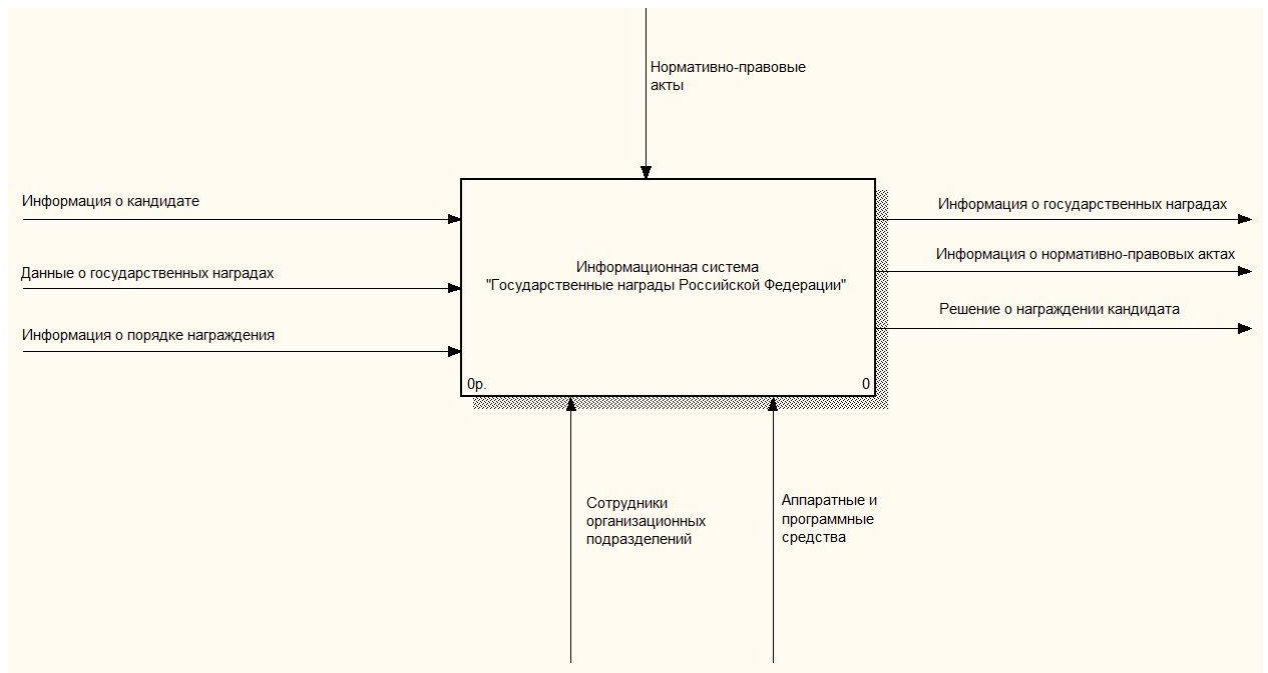 Нормативно-правовые
акты
Информация о кандидате
Данные о государственных наградах
Информация о порядке награждения
Информационная система
"Государственные награды Российской Федерации"
0р.
0
Информация о государственных наградах
Информация о нормативно-правовых актах
Решение о награждении кандидата
Сотрудники
организационных
подразделений
Аппаратные и
программные
средства